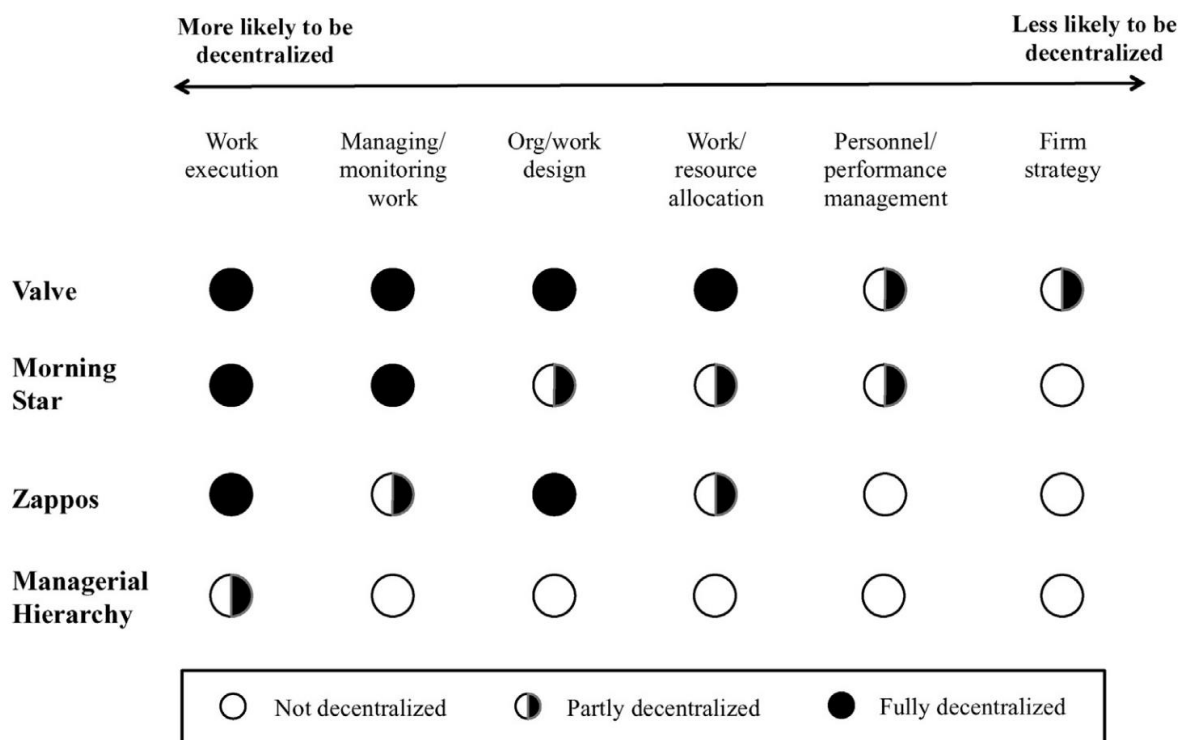 More likely to be
decentralized
Less likely to be
decentralized
Work
execution
Managing/
monitoring
work
Org/work
design
Work/
resource
allocation
Personnel/
performance
management
Firm
strategy
Valve
Morning
Star
Zappos
Managerial
Hierarchy
Not decentralized
Partly decentralized
Fully decentralized